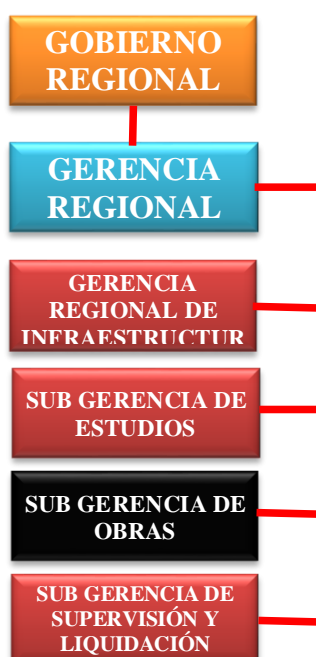 GOBIERNO
REGIONAL
GERENCIA
REGIONAL
GERENCIA
REGIONAL DE
INFRAESTRUCTUR
SUB GERENCIA DE
ESTUDIOS
SUB GERENCIA DE
OBRAS
SUB GERENCIA DE
SUPERVISIÓN Y
LIQUIDACIÓN